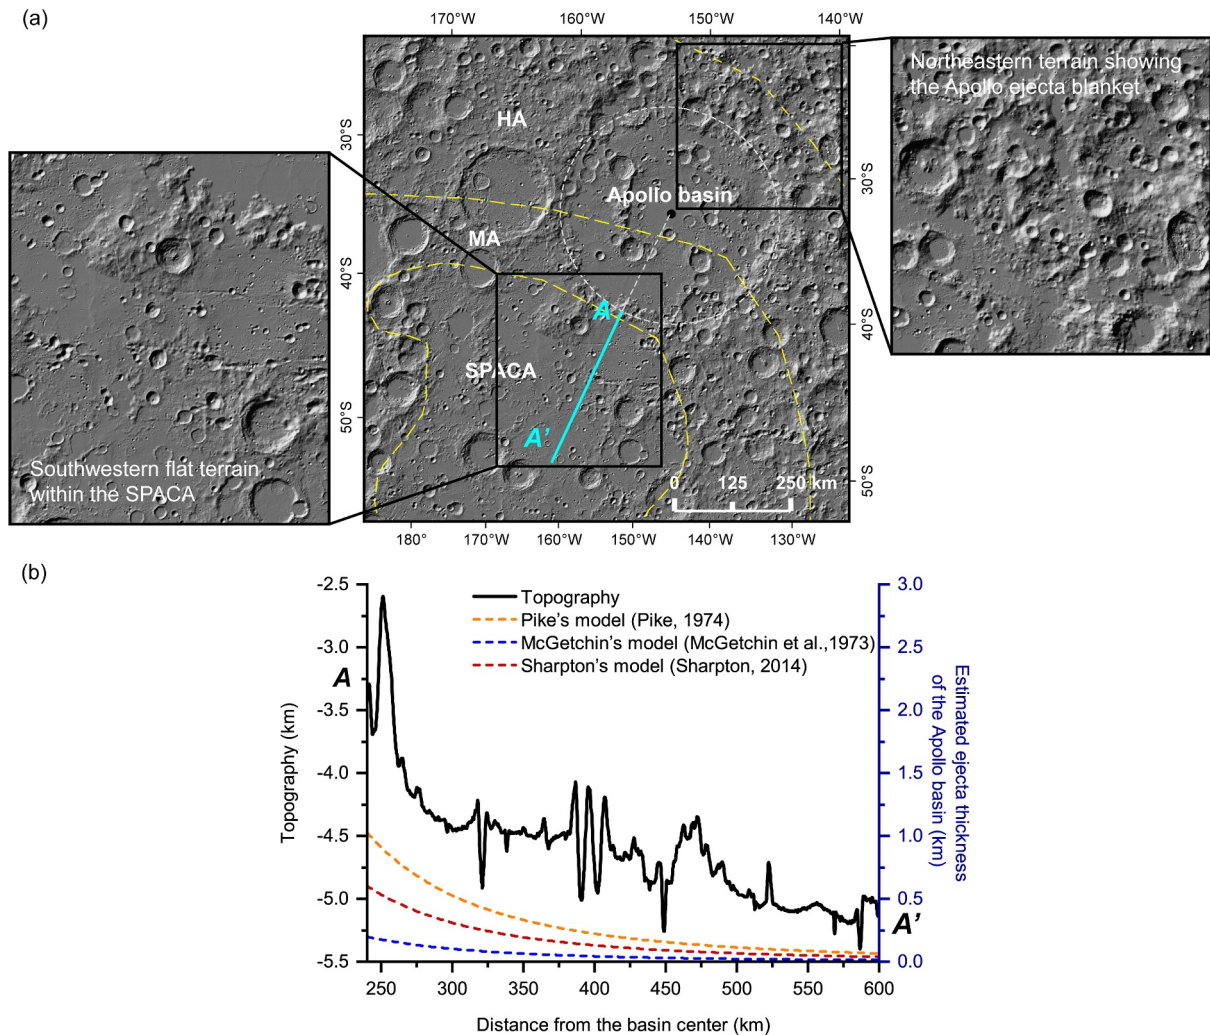 (a)
170°W
160°W
150°W
140°W
Northeastern terrain showing
the Apollo ejecta blanket
HA
30°S
30°S
Apollo basin
MA
40°S
40°S
A
SPACA
A’
50°S
50°S
Southwestern flat terrain
within the SPACA
0 125 250 km
180°
170°W
160°W
150°W
140°W
130°W
(b)
-2.5
-3.0
-3.5
-4.0
-4.5
-5.0
-5.5
Topography (km)
A
Topography
Pike’s model (Pike, 1974)
McGetchin’s model (McGetchin et al.,1973)
Sharpton’s model (Sharpton, 2014)
3.0
2.5
2.0
1.5
1.0
0.5
0.0
Estimated ejecta thickness
of the Apollo basin (km)
A’
250 300 350 400 450 500 550 600
Distance from the basin center (km)